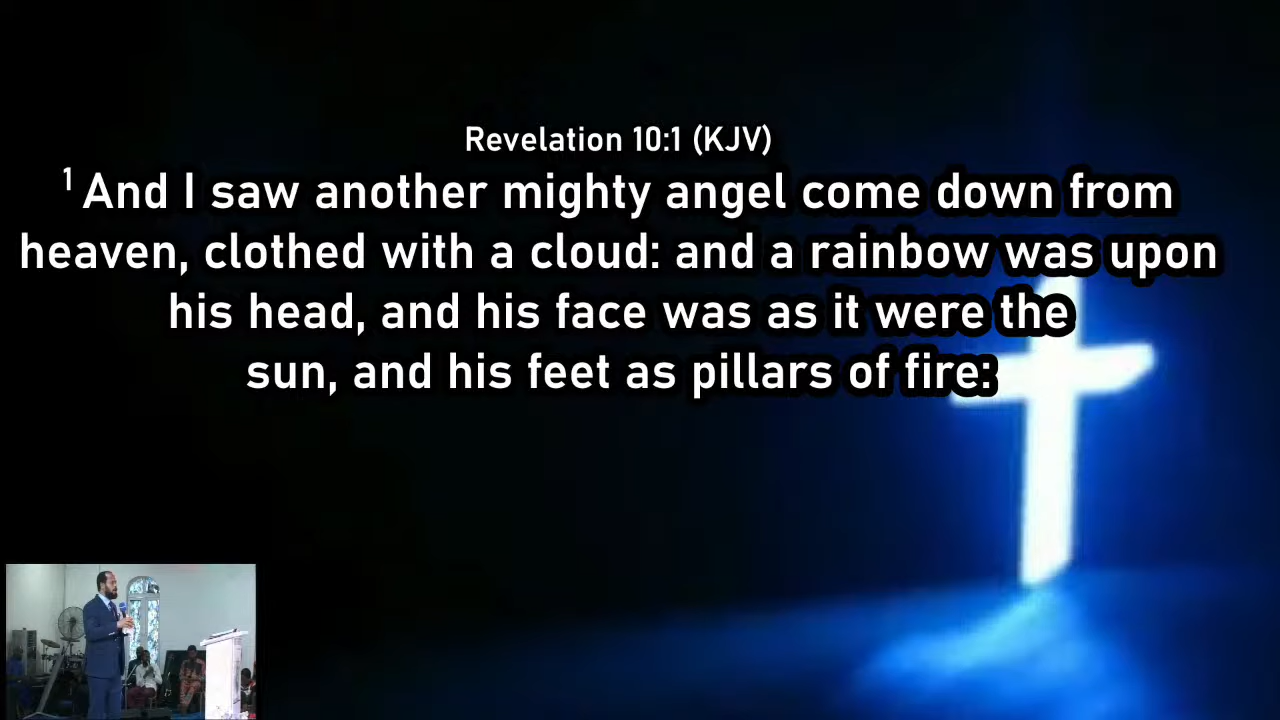 Revelation 10:1 (KJV)
1 And I saw another mighty angel come down from
heaven, clothed with a cloud: and a rainbow was upon
his head, and his face was as it were the
sun, and his feet as pillars of fire: